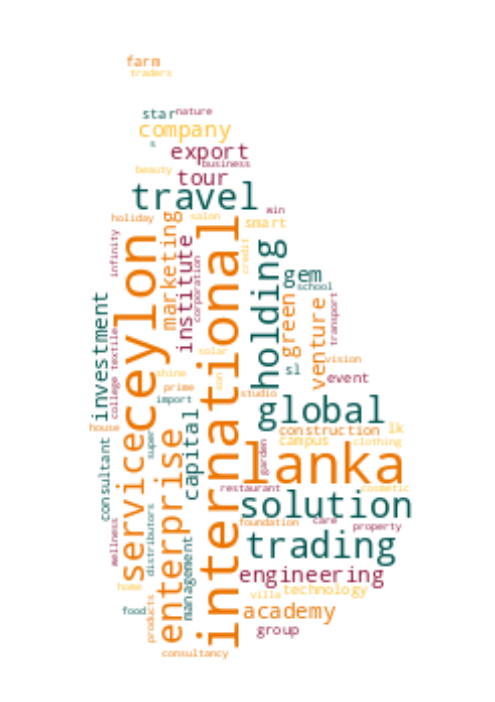 farm
traders
star
nature
s
company
export
business
beauty
tour
travel
win
holiday
salon
smart
marketing
institute
infinity
ceylon
international
corporation
credit
holding
gem
school
green
venture
transport
investment
textile
college
solar
vision
shine
sl
event
prime
sun
studio
import
global
house
construction
lk
super
capital
campus
clothing
service
enterprise
consultant
garden
lanka
restaurant
cosmetic
solution
distributors
foundation
care
property
wellness
management
trading
engineering
home
villa
technology
food
products
academy
group
consultancy